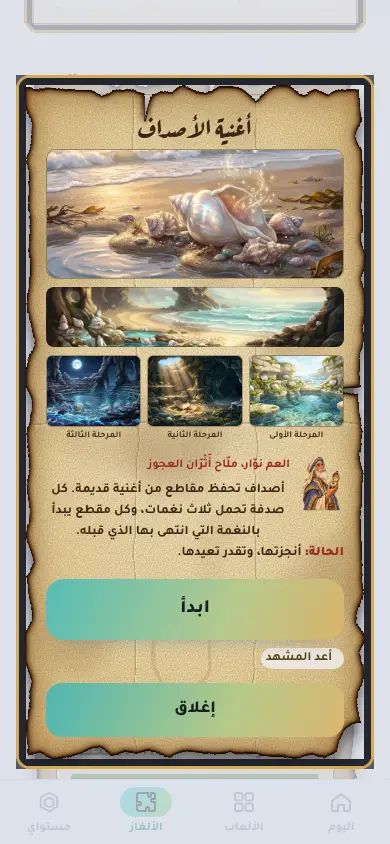 أغنية الأصداف
المرحلة الأولى
المرحلة الثانية
المرحلة الثالثة
العم نوّار، ملّاح أَثْرَان العجوز
أصداف تحفظ مقاطع من أغنية قديمة. كل
صدفة تحمل ثلاث نغمات، وكل مقطع يبدأ
بالنغمة التي انتهى بها الذي قبله.
الحالة: أنجزتها، وتقدر تعيدها.
ابدأ
أعد المشهد
إغلاق
اليوم
الألعاب
الألغاز
مستواي